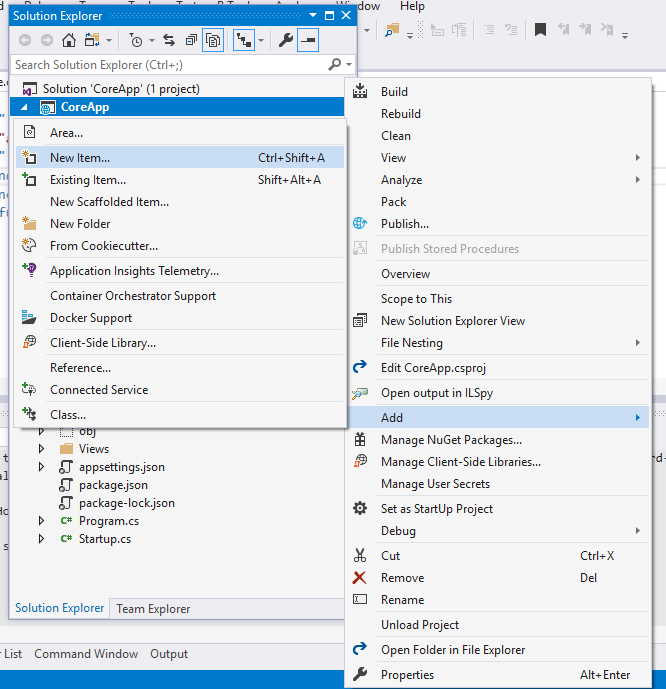 Window
Help
Solution Explorer
Search Solution Explorer (Ctrl+;)
Solution 'CoreApp' (1 project)
CoreApp
Area...
New Item... Ctrl+Shift+A
Existing Item... Shift+Alt+A
New Scaffolded Item...
New Folder
From Cookiecutter...
Application Insights Telemetry...
Container Orchestrator Support
Docker Support
Client-Side Library...
Reference...
Connected Service
Class...
obj
Views
appsettings.json
package.json
package-lock.json
C# Program.cs
C# Startup.cs
Solution Explorer
Team Explorer
List
Command Window
Output
Build
Rebuild
Clean
View
Analyze
Pack
Publish...
Publish Stored Procedures
Overview
Scope to This
New Solution Explorer View
File Nesting
Edit CoreApp.csproj
Open output in ILSpy
Add
Manage NuGet Packages...
Manage Client-Side Libraries...
Manage User Secrets
Set as StartUp Project
Debug
Cut Ctrl+X
Remove Del
Rename
Unload Project
Open Folder in File Explorer
Properties Alt+Enter